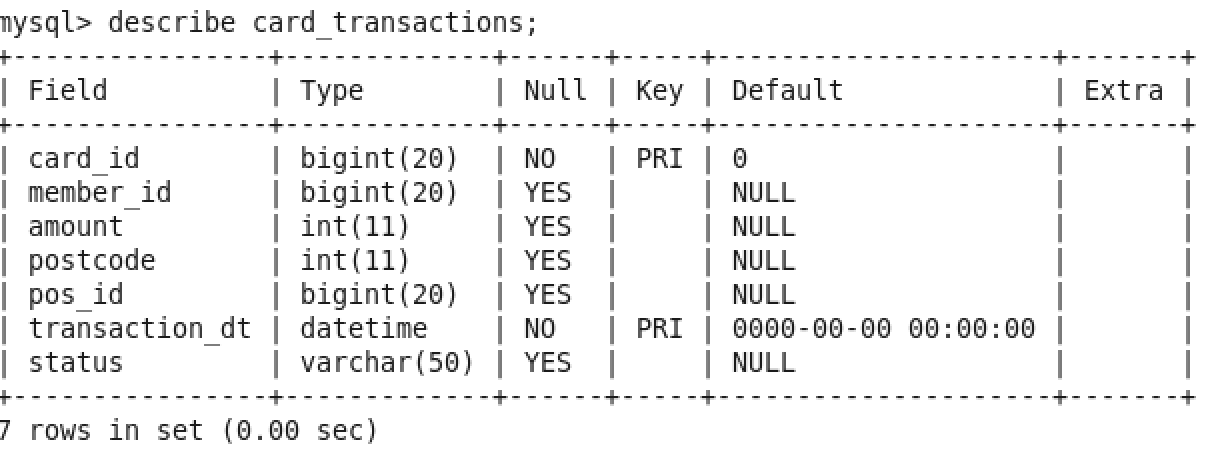 mysql> describe card_transactions;
+----------------+-------------+------+-----+---------------------+-------+
| Field          | Type        | Null | Key | Default             | Extra |
+----------------+-------------+------+-----+---------------------+-------+
| card_id        | bigint(20)  | NO   | PRI | 0                   |       |
| member_id      | bigint(20)  | YES  |     | NULL                |       |
| amount         | int(11)     | YES  |     | NULL                |       |
| postcode       | int(11)     | YES  |     | NULL                |       |
| pos_id         | bigint(20)  | YES  |     | NULL                |       |
| transaction_dt | datetime    | NO   | PRI | 0000-00-00 00:00:00 |       |
| status         | varchar(50) | YES  |     | NULL                |       |
+----------------+-------------+------+-----+---------------------+-------+
7 rows in set (0.00 sec)